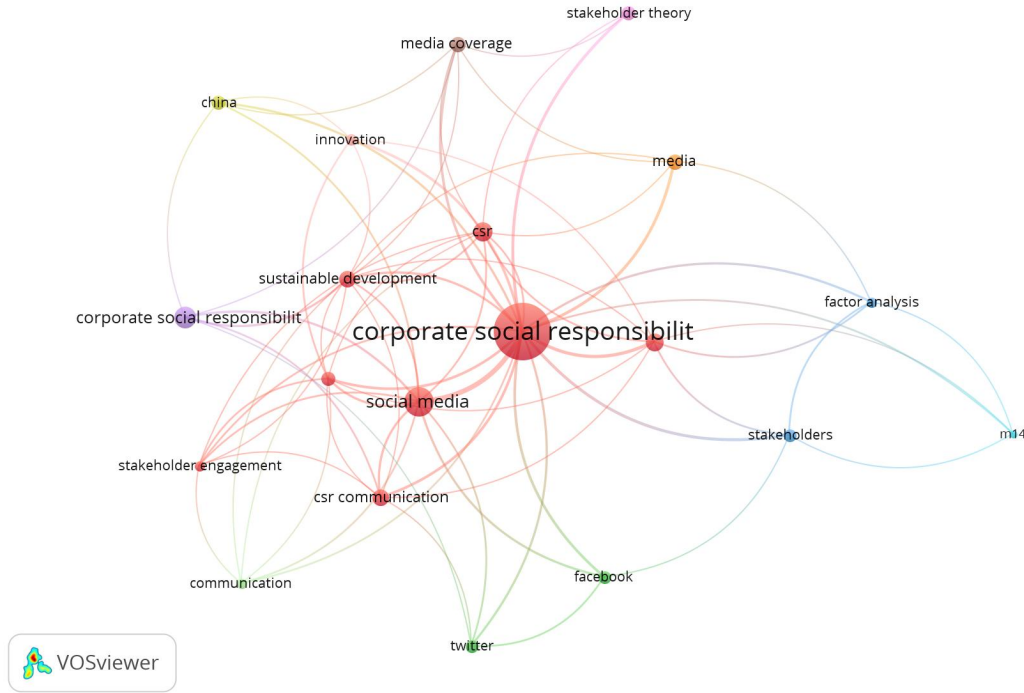 stakeholder theory
media coverage
china
innovation
media
csr
sustainable development
factor analysis
corporate social responsibilit
corporate social responsibilit
social media
m14
stakeholders
stakeholder engagement
csr communication
communication
facebook
twitter
VOSviewer